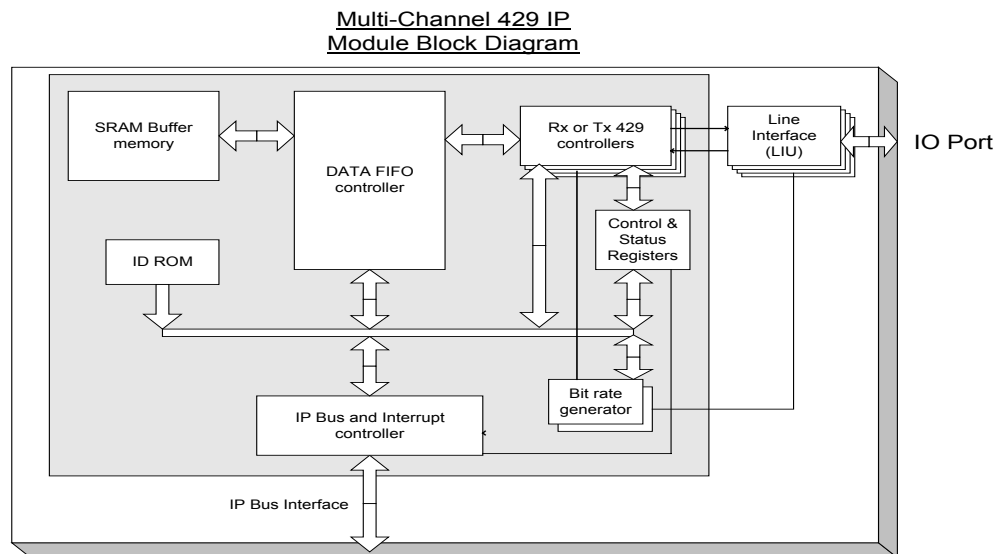 Multi-Channel 429 IP
Module Block Diagram
SRAM Buffer
memory
DATA FIFO
controller
Rx or Tx 429
controllers
Line
Interface
(LIU)
IO Port
Control &
Status
Registers
ID ROM
Bit rate
generator
IP Bus and Interrupt
controller
IP Bus Interface